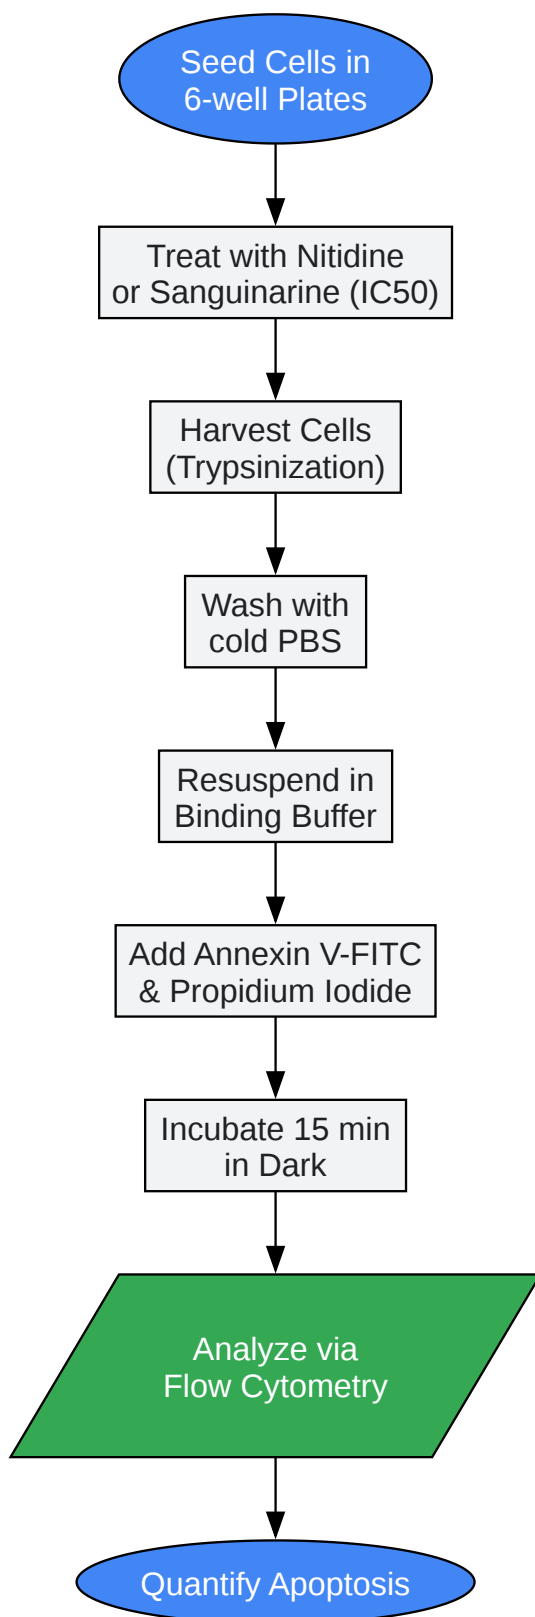 Seed Cells in
6-well Plates
Treat with Nitidine
or Sanguinarine (IC50)
Harvest Cells
(Trypsinization)
Wash with
cold PBS
Resuspend in
Binding Buffer
Add Annexin V-FITC
& Propidium Iodide
Incubate 15 min
in Dark
Analyze via
Flow Cytometry
Quantify Apoptosis